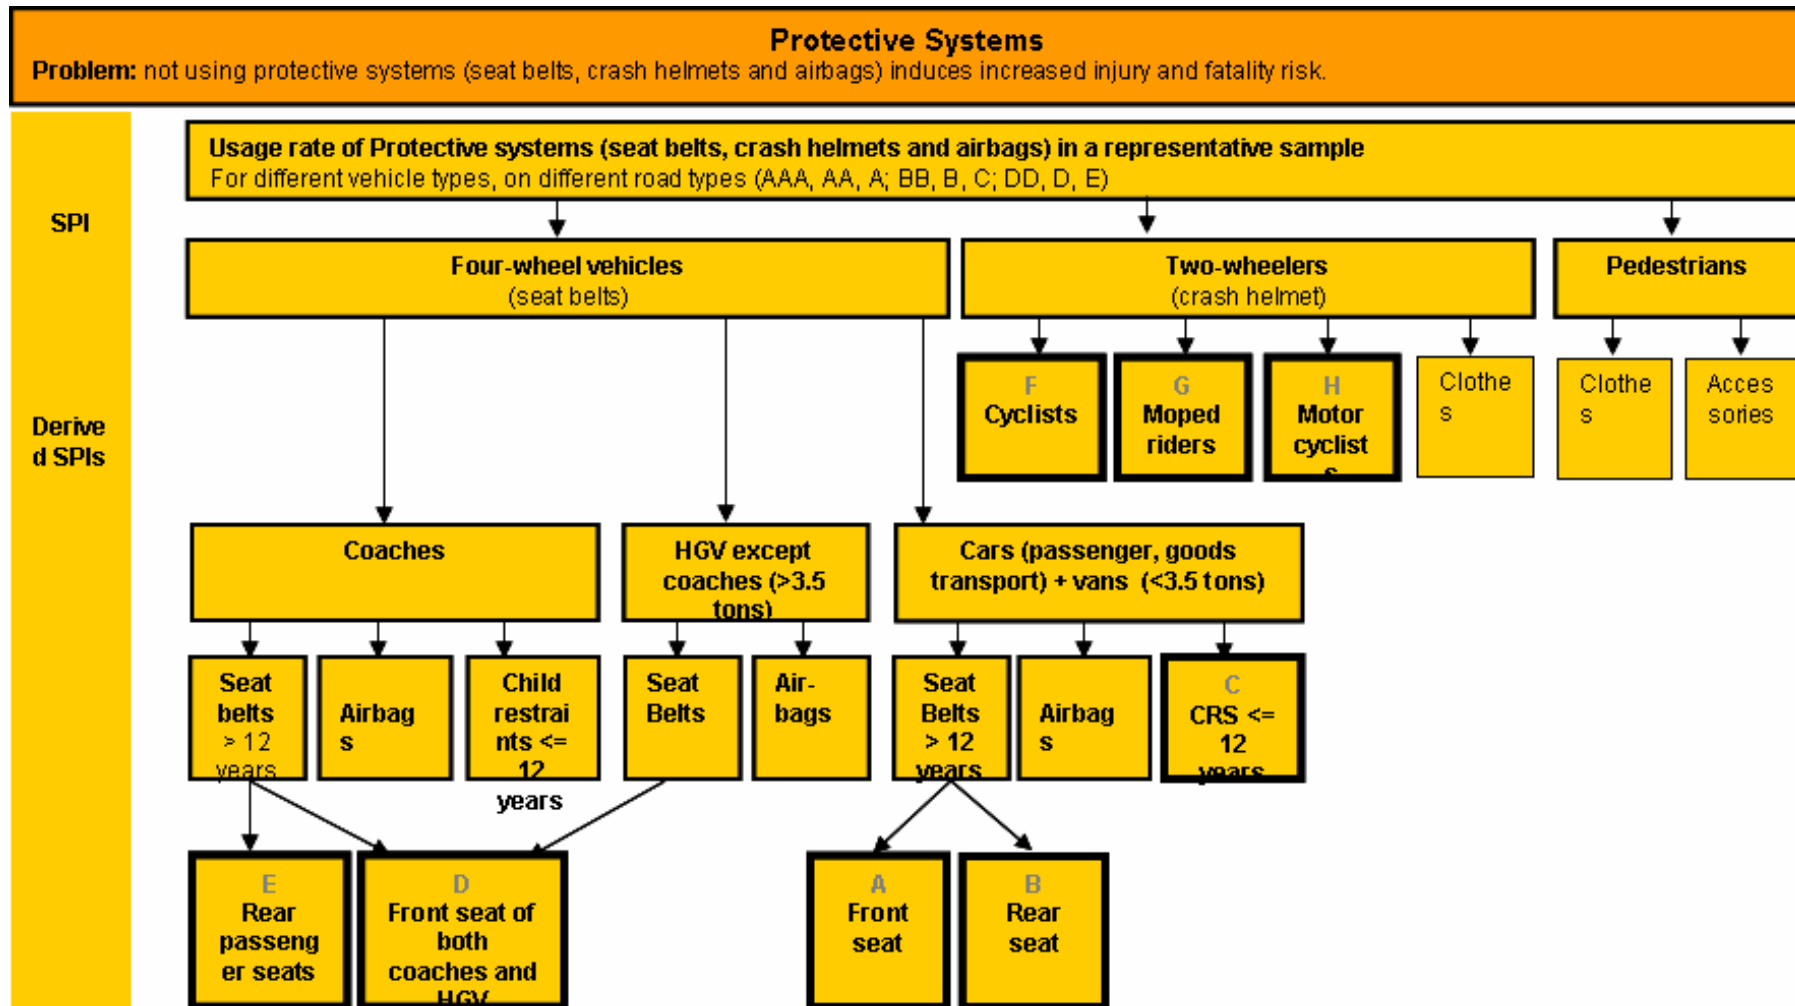 Protective Systems
Problem: not using protective systems (seat belts, crash helmets and airbags) induces increased injury and fatality risk.
Usage rate of Protective systems (seat belts, crash helmets and airbags) in a representative sample
For different vehicle types, on different road types (AAA, AA, A; BB, B, C; DD, D, E)
SPI
Four-wheel vehicles
(seat belts)
Two-wheelers
(crash helmet)
Pedestrians
Derive
d SPIs
F
Cyclists
G
Moped
riders
H
Motor
cyclist
s
Clothe
s
Clothe
s
Acces
sories
Coaches
HGV except
coaches (>3.5
tons)
Cars (passenger, goods
transport) + vans (<3.5 tons)
Seat
belts
> 12
years
Airbag
s
Child
restrai
nts <=
12
years
Seat
Belts
Air-
bags
Seat
Belts
> 12
years
Airbag
s
C
CRS <=
12
years
E
Rear
passeng
er seats
D
Front seat of
both
coaches and
HGV
A
Front
seat
B
Rear
seat